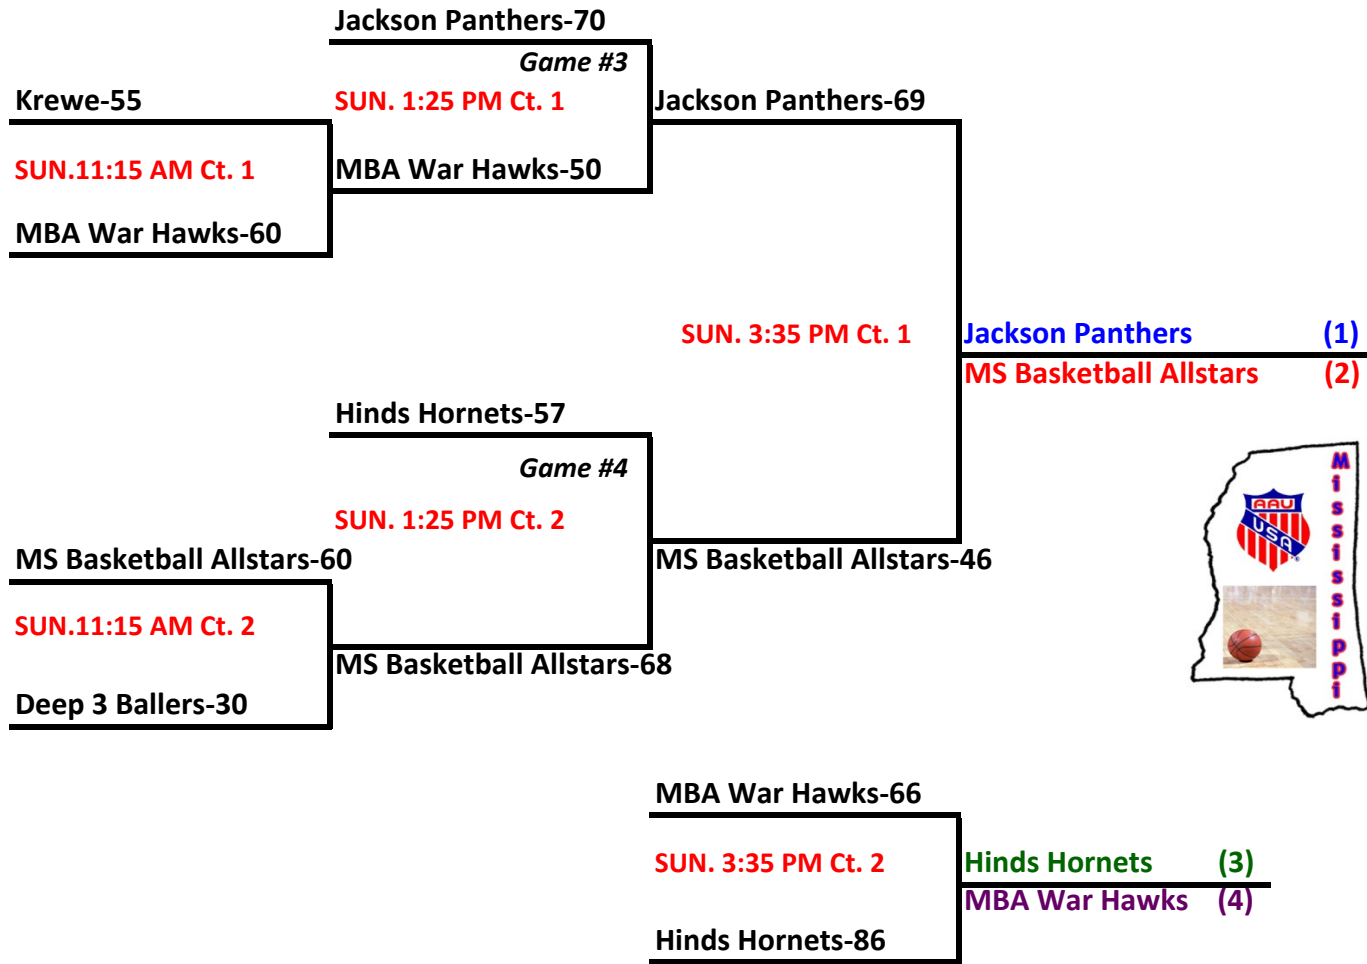 Jackson Panthers-70
Game #3
Krewe-55
SUN. 1:25 PM Ct. 1
Jackson Panthers-69
SUN.11:15 AM Ct. 1
MBA War Hawks-50
MBA War Hawks-60
SUN. 3:35 PM Ct. 1
Jackson Panthers (1)
MS Basketball Allstars (2)
Hinds Hornets-57
Game #4
SUN. 1:25 PM Ct. 2
MS Basketball Allstars-60
MS Basketball Allstars-46
SUN.11:15 AM Ct. 2
MS Basketball Allstars-68
Deep 3 Ballers-30
Mississippi
AAU
USA
MBA War Hawks-66
SUN. 3:35 PM Ct. 2
Hinds Hornets (3)
MBA War Hawks (4)
Hinds Hornets-86